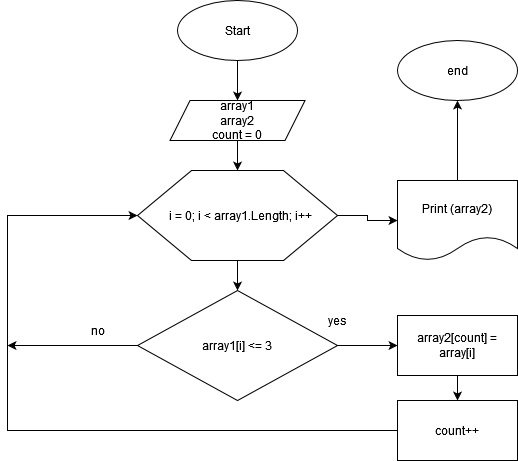 Start
end
array1
array2
count = 0
i = 0; i < array1.Length; i++
Print (array2)
no
yes
array1[i] <= 3
array2[count] =
array[i]
count++